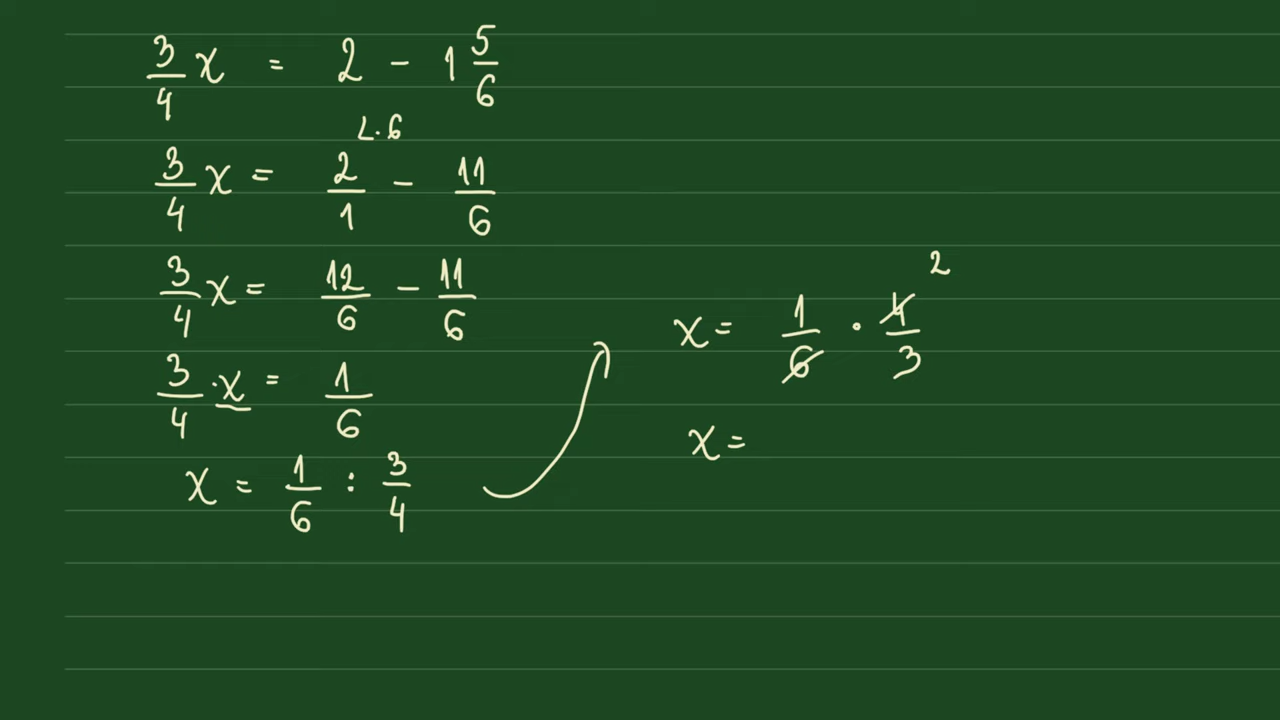 3/4 x = 2 - 1 5/6
∠·6
3/4 x = 2/1 - 11/6
3/4 x = 12/6 - 11/6
3/4 · x = 1/6
x = 1/6 : 3/4
2
x = 1/6 · 4/3
x =